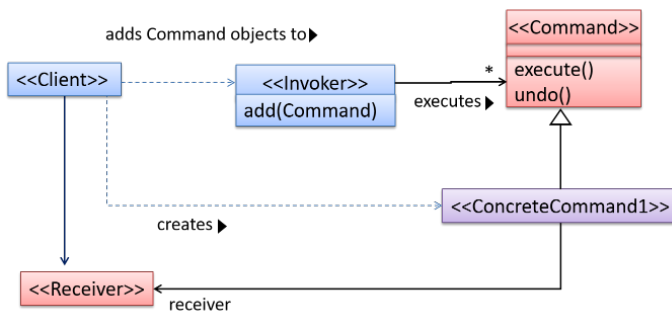 <<Command>>
adds Command objects to ▶
<<Client>>
<<Invoker>>
*
execute()
add(Command)
executes ▶
undo()
<<ConcreteCommand1>>
creates ▶
<<Receiver>>
receiver